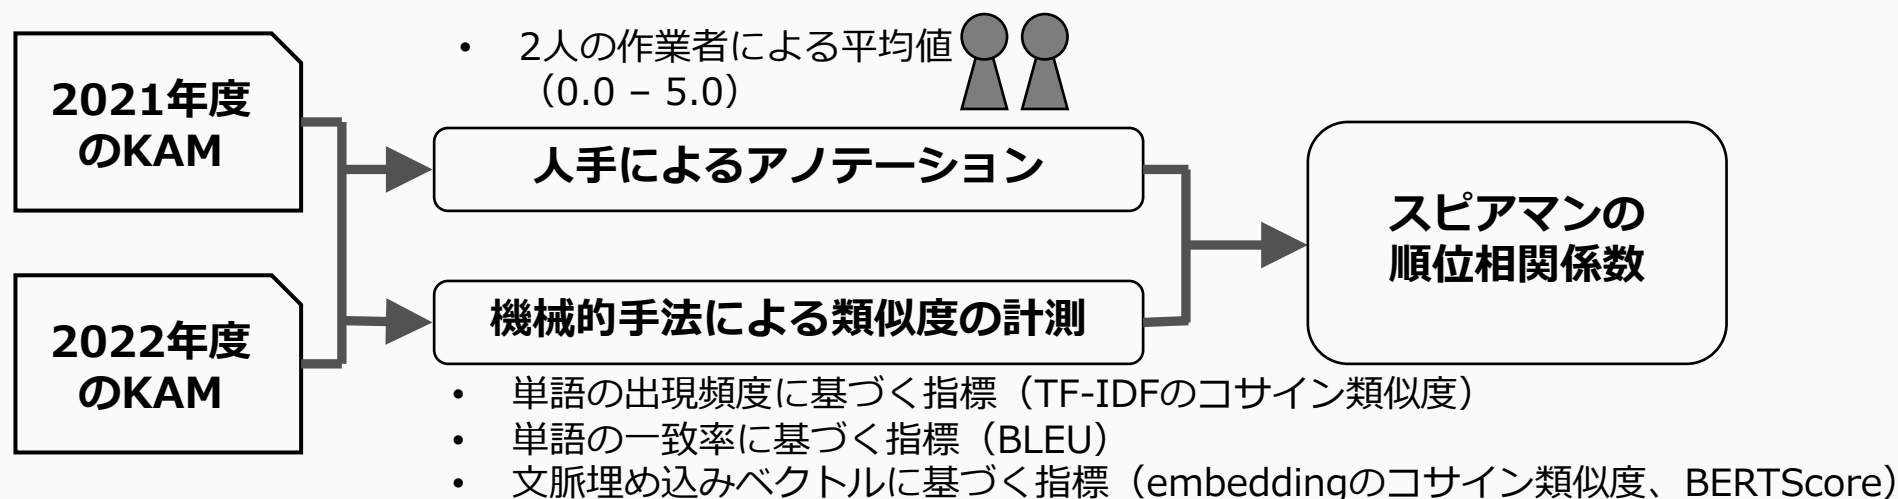 2021年度
のKAM
2022年度
のKAM
• 2人の作業者による平均値
（0.0 – 5.0）
人手によるアノテーション
機械的手法による類似度の計測
• 単語の出現頻度に基づく指標（TF-IDFのコサイン類似度）
• 単語の一致率に基づく指標（BLEU）
• 文脈埋め込みベクトルに基づく指標（embeddingのコサイン類似度、BERTScore）
スピアマンの
順位相関係数